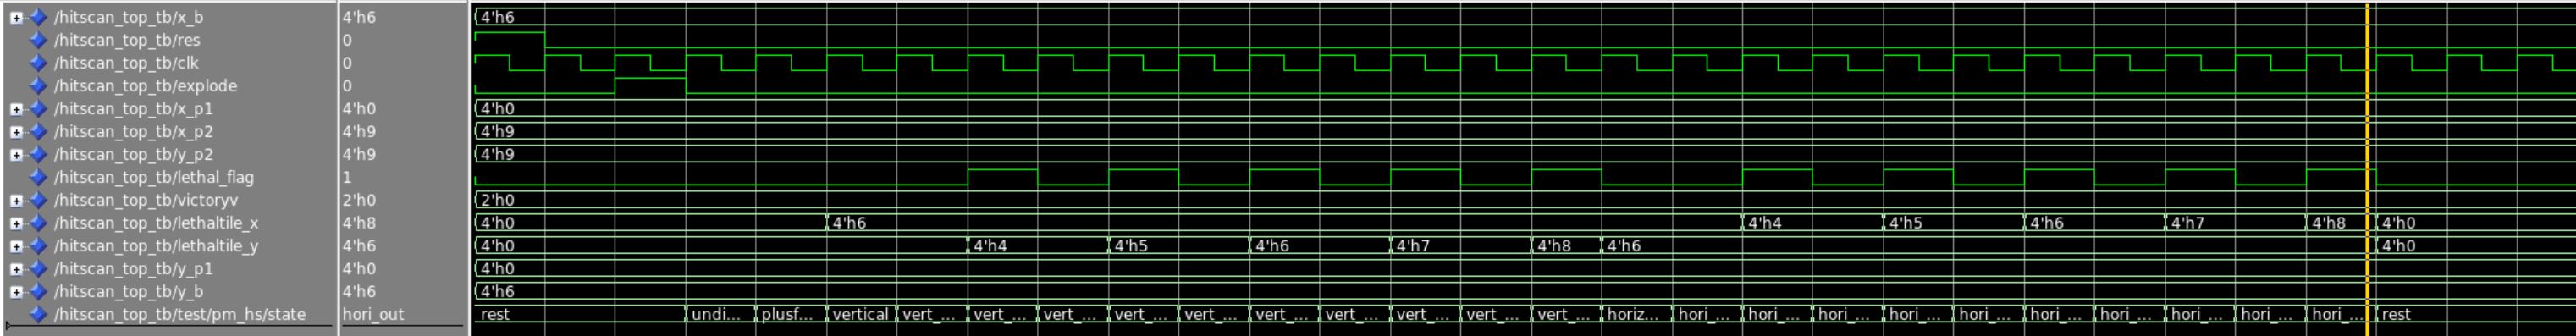 /hitscan_top_tb/x_b 4'h6 4'h6
/hitscan_top_tb/res 0
/hitscan_top_tb/clk 0
/hitscan_top_tb/explode 0
/hitscan_top_tb/x_p1 4'h0 4'h0
/hitscan_top_tb/x_p2 4'h9 4'h9
/hitscan_top_tb/y_p2 4'h9 4'h9
/hitscan_top_tb/lethal_flag 1
/hitscan_top_tb/victoryv 2'h0 2'h0
/hitscan_top_tb/lethaltile_x 4'h8 4'h0 4'h6 4'h4 4'h5 4'h6 4'h7 4'h8 4'h0
/hitscan_top_tb/lethaltile_y 4'h6 4'h0 4'h4 4'h5 4'h6 4'h7 4'h8 4'h6 4'h0
/hitscan_top_tb/y_p1 4'h0 4'h0
/hitscan_top_tb/y_b 4'h6 4'h6
/hitscan_top_tb/test/pm_hs/state hori_out rest undi... plusf... vertical vert_... vert_... vert_... vert_... vert_... vert_... vert_... vert_... vert_... vert_... horiz... hori_... hori_... hori_... hori_... hori_... hori_... hori_... hori_... hori_... hori_... rest